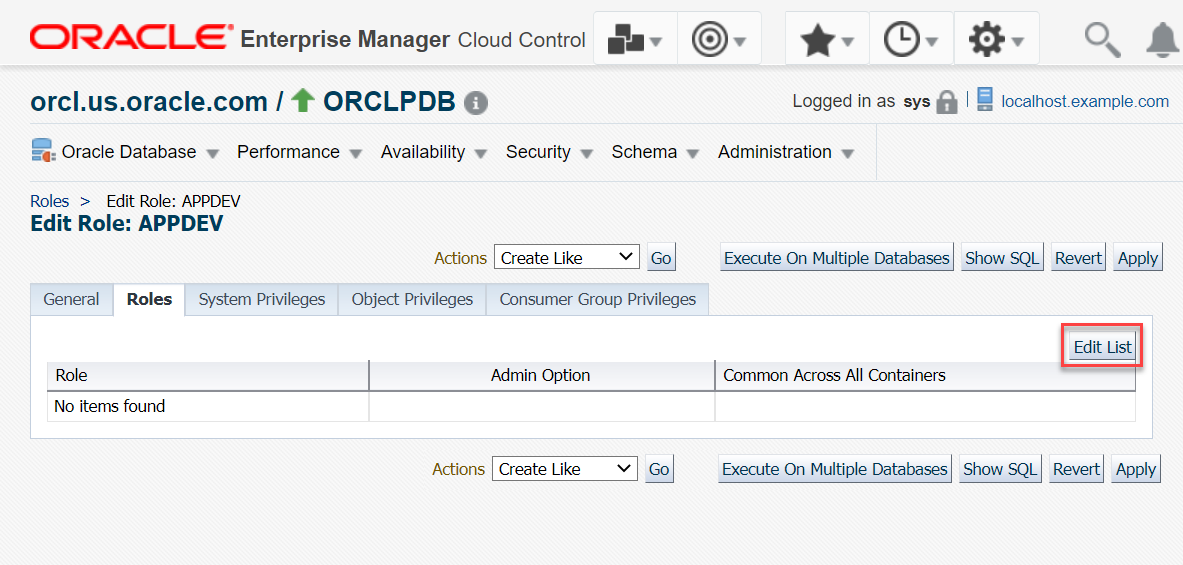 ORACLE Enterprise Manager Cloud Control
orcl.us.oracle.com / ORCLPDB
Logged in as sys | localhost.example.com
Oracle Database Performance Availability Security Schema Administration
Roles > Edit Role: APPDEV
Edit Role: APPDEV
Actions Create Like Go Execute On Multiple Databases Show SQL Revert Apply
General Roles System Privileges Object Privileges Consumer Group Privileges
Edit List
Role Admin Option Common Across All Containers
No items found
Actions Create Like Go Execute On Multiple Databases Show SQL Revert Apply